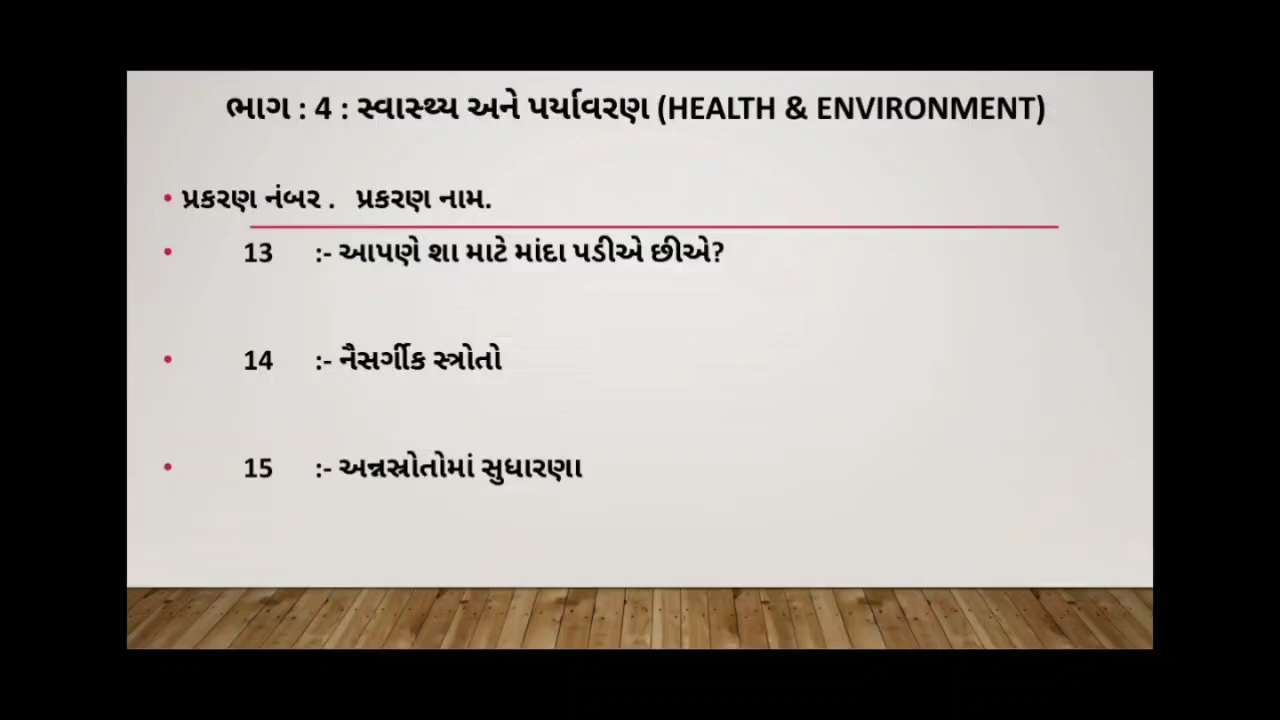 ભાગ : 4 : સ્વાસ્થ્ય અને પર્યાવરણ (HEALTH & ENVIRONMENT)
• પ્રકરણ નંબર . પ્રકરણ નામ.
• 13 :- આપણે શા માટે માંદા પડીએ છીએ?
• 14 :- નૈસર્ગીક સ્ત્રોતો
• 15 :- અન્નસ્રોતોમાં સુધારણા